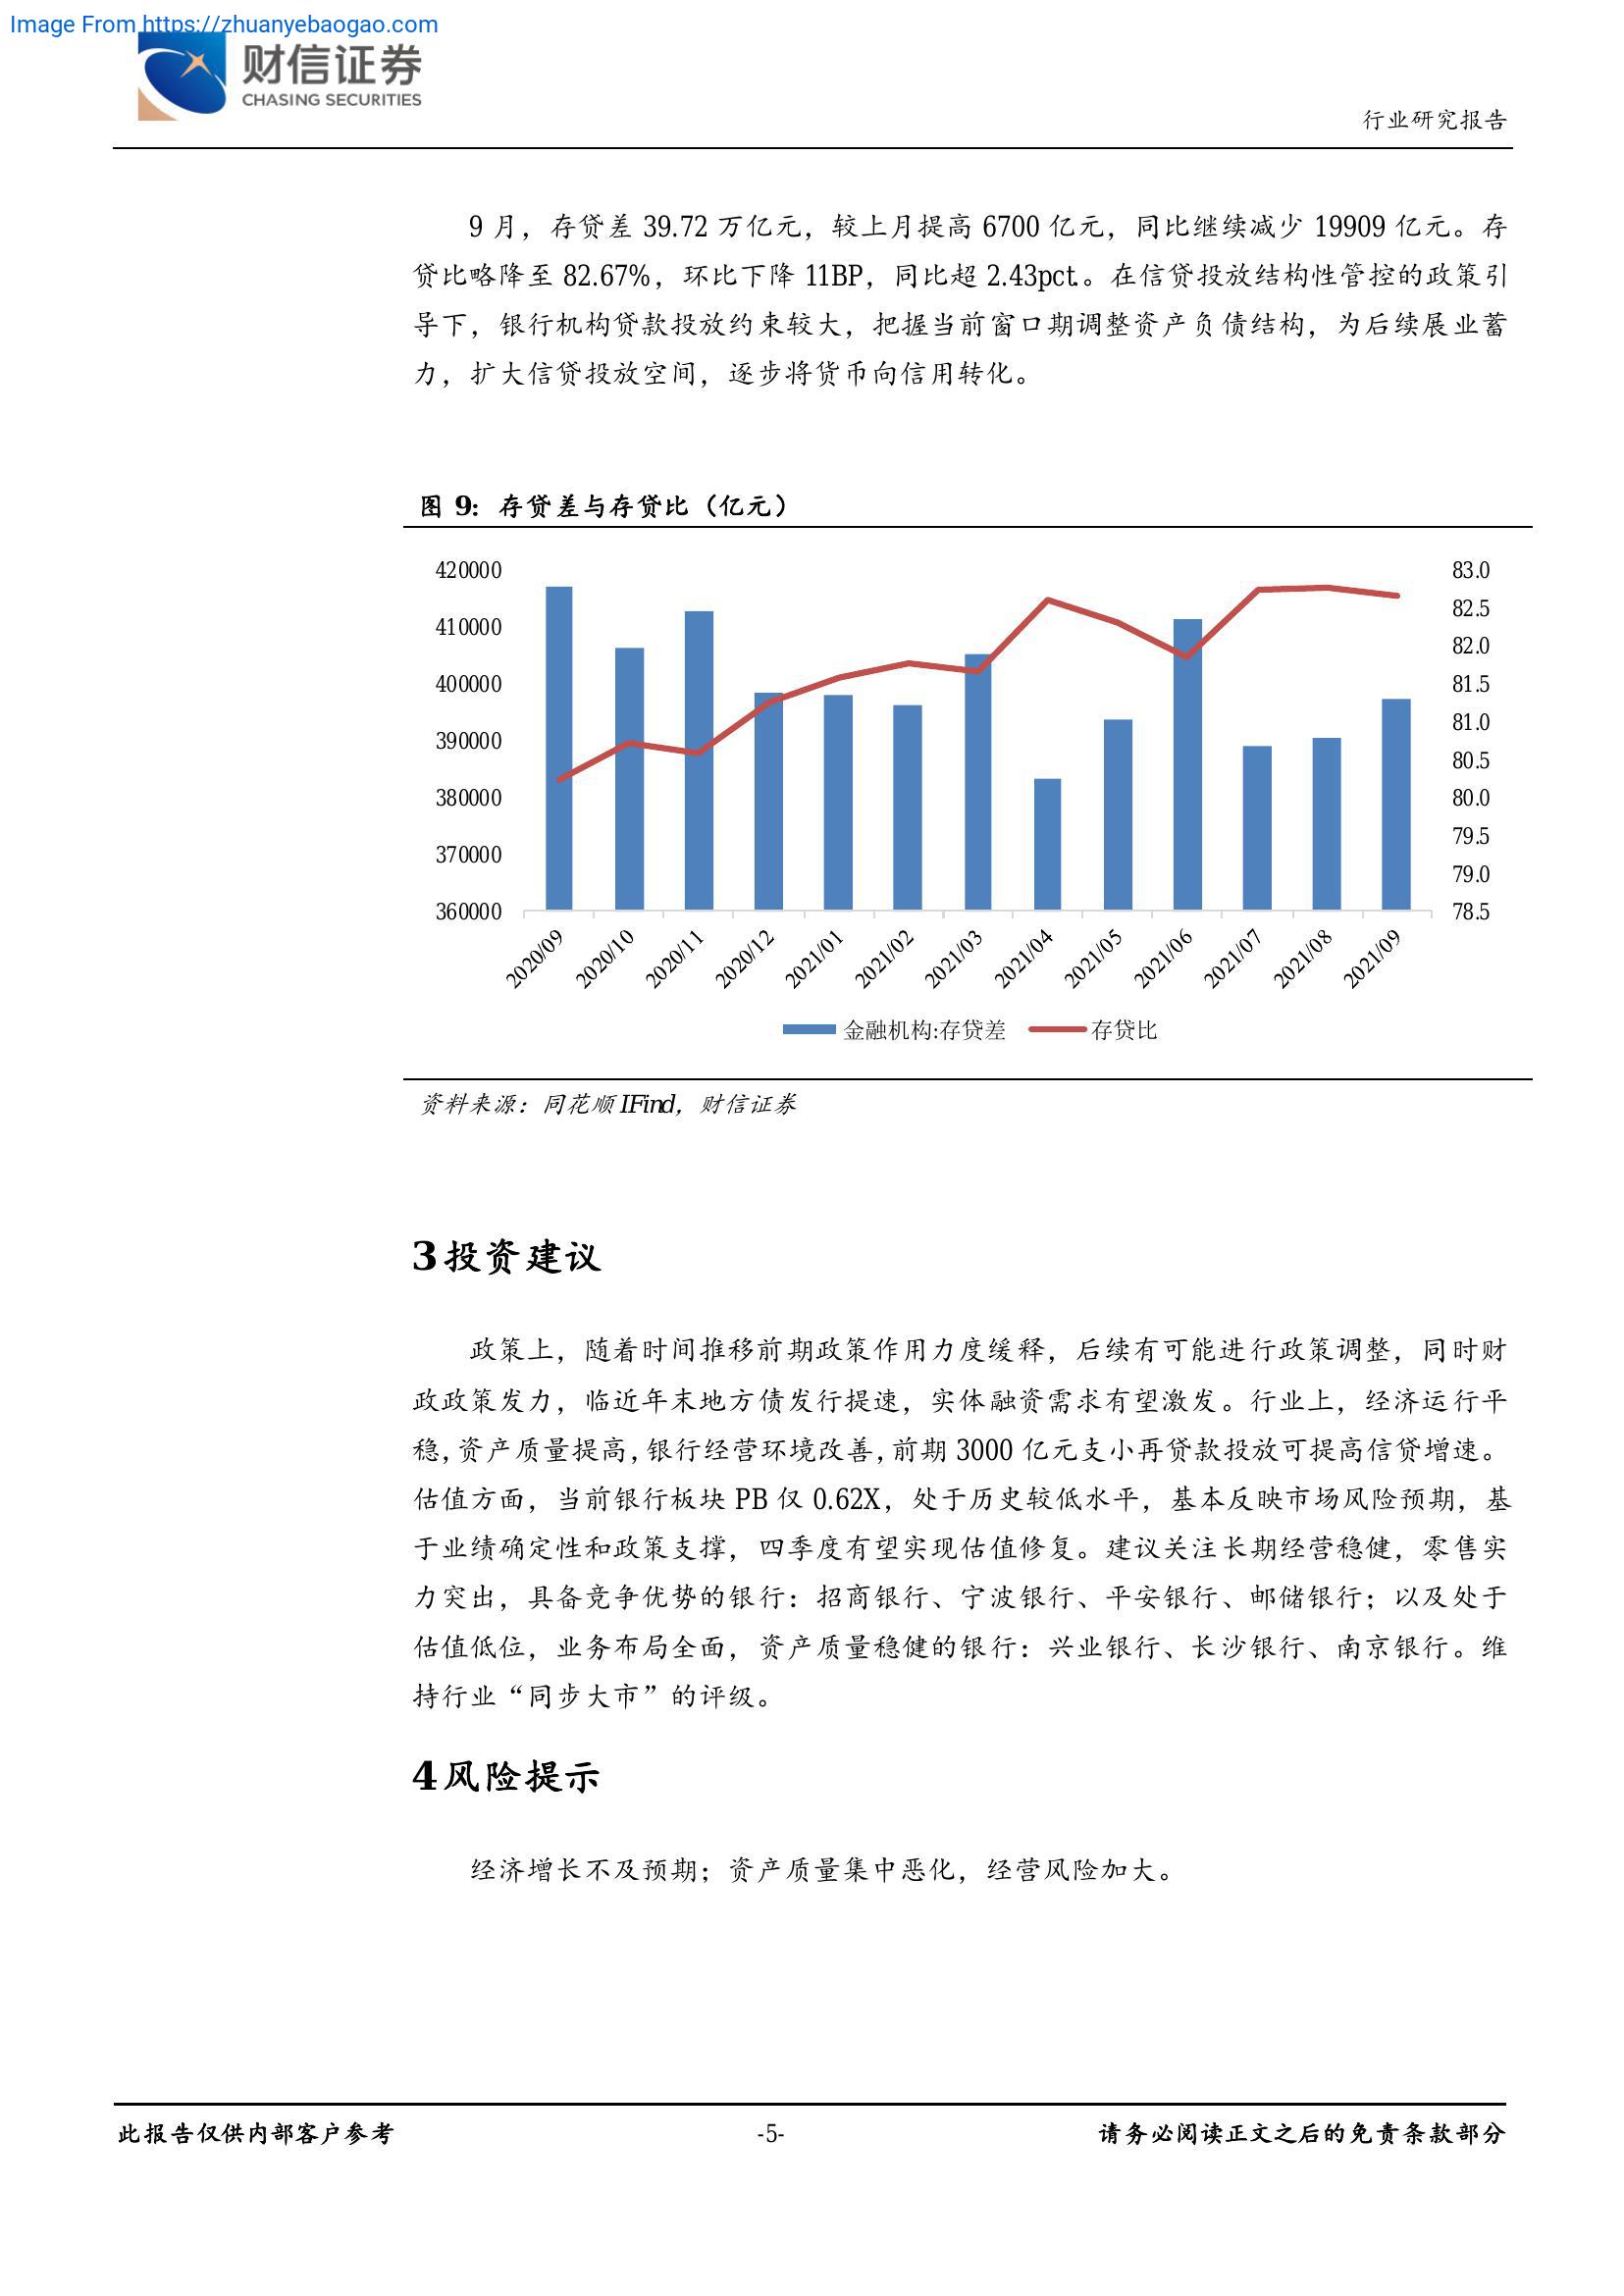 Image From https://zhuanyebaogao.com
财信证券
CHASING SECURITIES
行业研究报告
9 月，存贷差 39.72 万亿元，较上月提高 6700 亿元，同比继续减少 19909 亿元。存
贷比略降至 82.67%，环比下降 11BP，同比超 2.43pct.。在信贷投放结构性管控的政策引
导下，银行机构贷款投放约束较大，把握当前窗口期调整资产负债结构，为后续展业蓄
力，扩大信贷投放空间，逐步将货币向信用转化。
图 9：存贷差与存贷比（亿元）
420000
410000
400000
390000
380000
370000
360000
83.0
82.5
82.0
81.5
81.0
80.5
80.0
79.5
79.0
78.5
2020/09
2020/10
2020/11
2020/12
2021/01
2021/02
2021/03
2021/04
2021/05
2021/06
2021/07
2021/08
2021/09
金融机构:存贷差 存贷比
资料来源：同花顺 IFind，财信证券
3 投资建议
政策上，随着时间推移前期政策作用力度缓释，后续有可能进行政策调整，同时财
政政策发力，临近年末地方债发行提速，实体融资需求有望激发。行业上，经济运行平
稳，资产质量提高，银行经营环境改善，前期 3000 亿元支小再贷款投放可提高信贷增速。
估值方面，当前银行板块 PB 仅 0.62X，处于历史较低水平，基本反映市场风险预期，基
于业绩确定性和政策支撑，四季度有望实现估值修复。建议关注长期经营稳健，零售实
力突出，具备竞争优势的银行：招商银行、宁波银行、平安银行、邮储银行；以及处于
估值低位，业务布局全面，资产质量稳健的银行：兴业银行、长沙银行、南京银行。维
持行业“同步大市”的评级。
4 风险提示
经济增长不及预期；资产质量集中恶化，经营风险加大。
此报告仅供内部客户参考
-5-
请务必阅读正文之后的免责条款部分